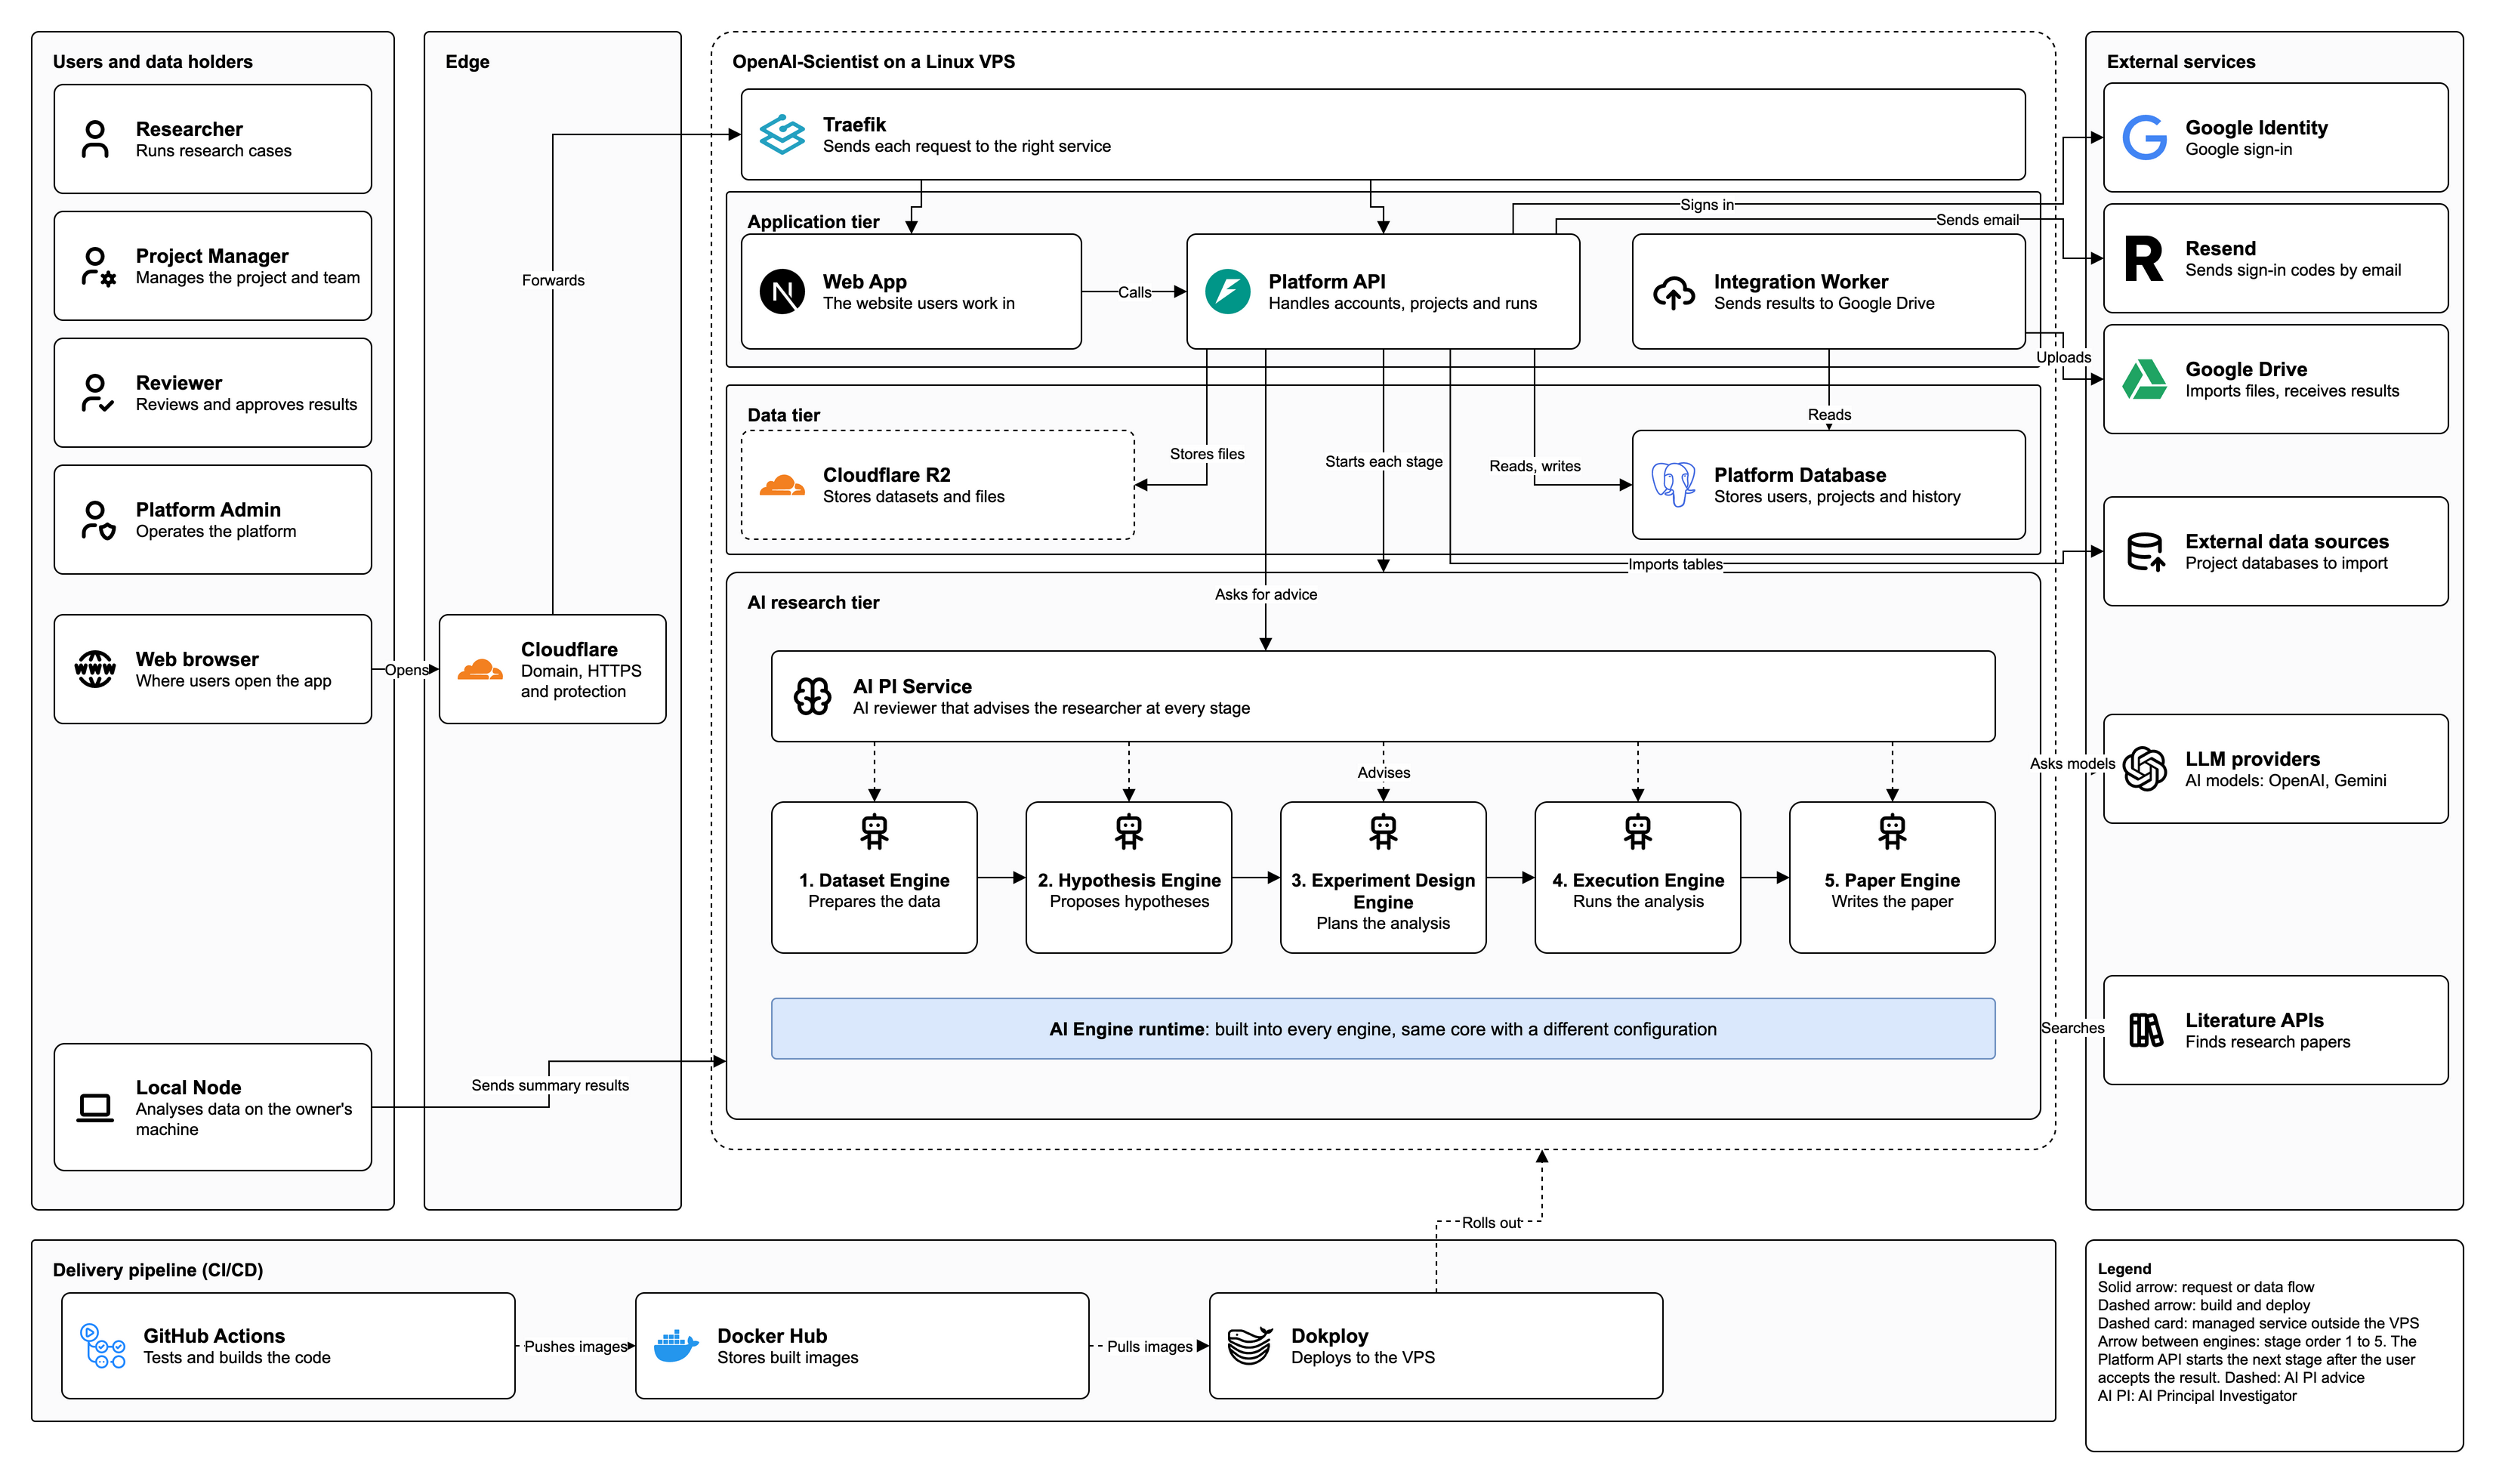 Users and data holders
Researcher
Runs research cases
Project Manager
Manages the project and team
Reviewer
Reviews and approves results
Platform Admin
Operates the platform
WWW
Web browser
Where users open the app
Local Node
Analyses data on the owner's
machine
Opens
Sends summary results
Edge
Forwards
Cloudflare
Domain, HTTPS
and protection
OpenAI-Scientist on a Linux VPS
Traefik
Sends each request to the right service
Application tier
Signs in
Sends email
Web App
The website users work in
Calls
Platform API
Handles accounts, projects and runs
Integration Worker
Sends results to Google Drive
Uploads
Data tier
Cloudflare R2
Stores datasets and files
Stores files
Starts each stage
Reads, writes
Reads
Platform Database
Stores users, projects and history
Imports tables
AI research tier
Asks for advice
AI PI Service
AI reviewer that advises the researcher at every stage
Advises
1. Dataset Engine
Prepares the data
2. Hypothesis Engine
Proposes hypotheses
3. Experiment Design
Engine
Plans the analysis
4. Execution Engine
Runs the analysis
5. Paper Engine
Writes the paper
AI Engine runtime: built into every engine, same core with a different configuration
Asks models
Searches
External services
Google Identity
Google sign-in
Resend
Sends sign-in codes by email
Google Drive
Imports files, receives results
External data sources
Project databases to import
LLM providers
AI models: OpenAI, Gemini
Literature APIs
Finds research papers
Rolls out
Delivery pipeline (CI/CD)
GitHub Actions
Tests and builds the code
Pushes images
Docker Hub
Stores built images
Pulls images
Dokploy
Deploys to the VPS
Legend
Solid arrow: request or data flow
Dashed arrow: build and deploy
Dashed card: managed service outside the VPS
Arrow between engines: stage order 1 to 5. The
Platform API starts the next stage after the user
accepts the result. Dashed: AI PI advice
AI PI: AI Principal Investigator